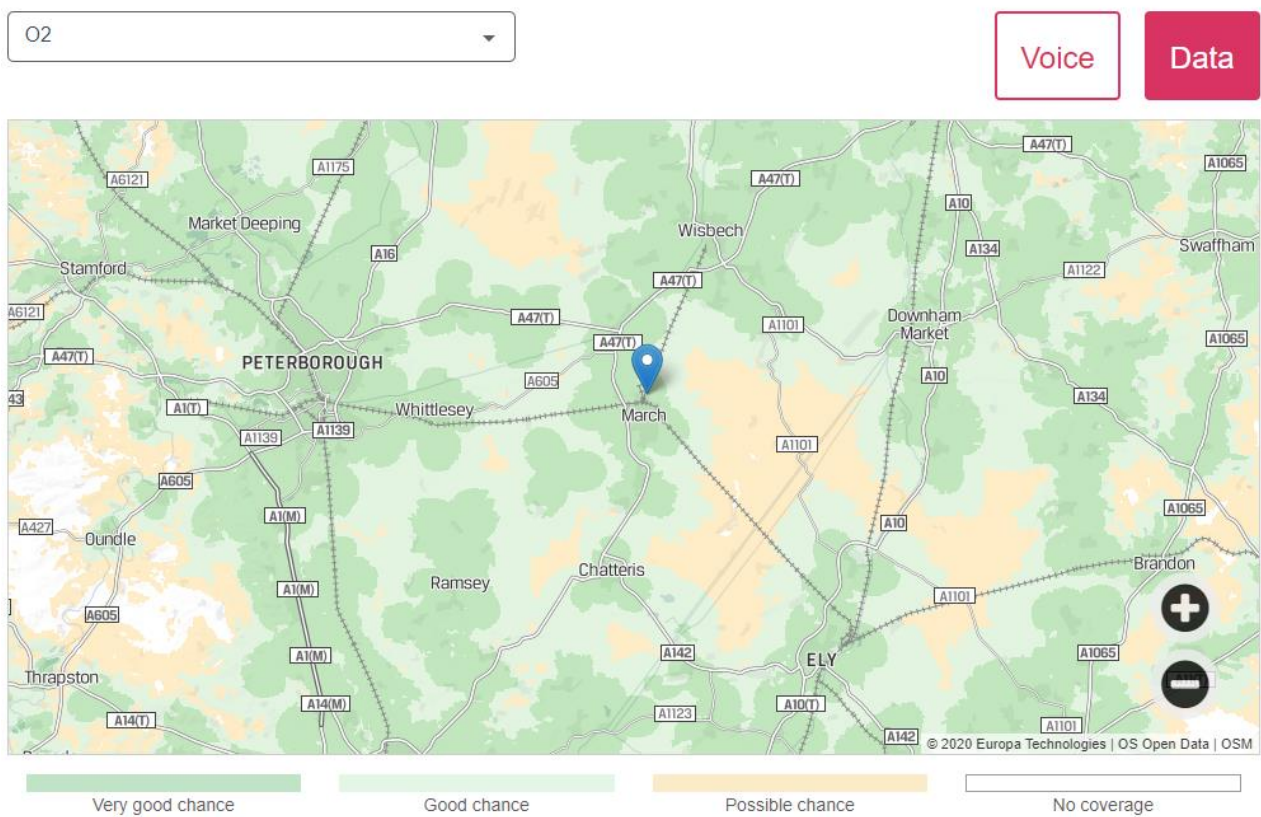 O2
Voice
Data
A47(T)
A1175
A1065
A6121
A47(T)
A10
Market Deeping
Wisbech
A16
A134
Swaffham
Stamford
A1122
A47(T)
A6121
A47(T)
Downham
Market
A1101
A47(T)
A1065
A47(T)
PETERBOROUGH
A605
A10
43
A1(T)
Whittlesey
March
A134
A1139
A1139
A1101
A605
A1(M)
A1065
A427
Oundle
A10
Chatteris
Brandon
Ramsey
A1(M)
A1101
A605
A1(M)
A142
ELY
A1065
Thrapston
A14(M)
A10(T)
A14(T)
A1123
A1101
A142
© 2020 Europa Technologies | OS Open Data | OSM
Very good chance
Good chance
Possible chance
No coverage